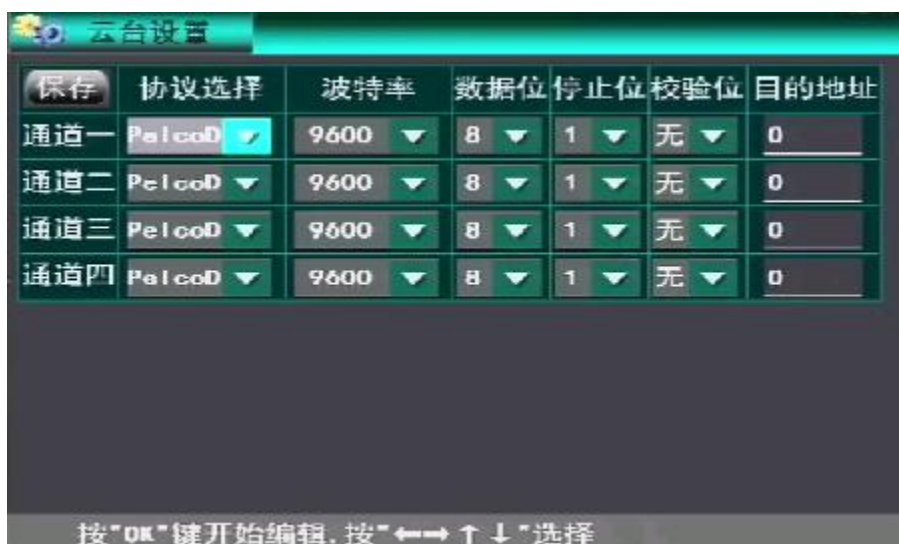 云台设置
保存 协议选择 波特率 数据位 停止位 校验位 目的地址
通道一 PelcoD 9600 8 1 无 0
通道二 PelcoD 9600 8 1 无 0
通道三 PelcoD 9600 8 1 无 0
通道四 PelcoD 9600 8 1 无 0
按"OK"键开始编辑.按"←→↑↓"选择